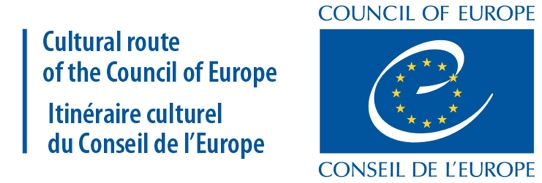 Cultural route
of the Council of Europe
Itinéraire culturel
du Conseil de l'Europe
COUNCIL OF EUROPE
CONSEIL DE L'EUROPE